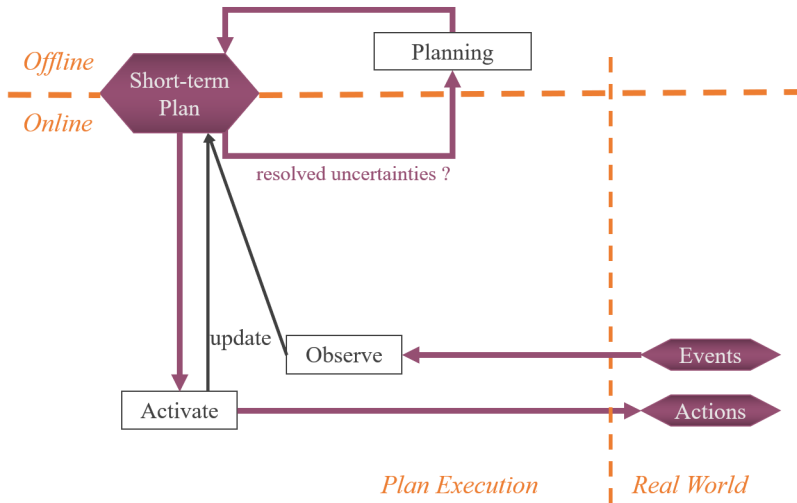 Offline
Planning
Short-term
Plan
Online
resolved uncertainties ?
update
Observe
Events
Activate
Actions
Plan Execution
Real World